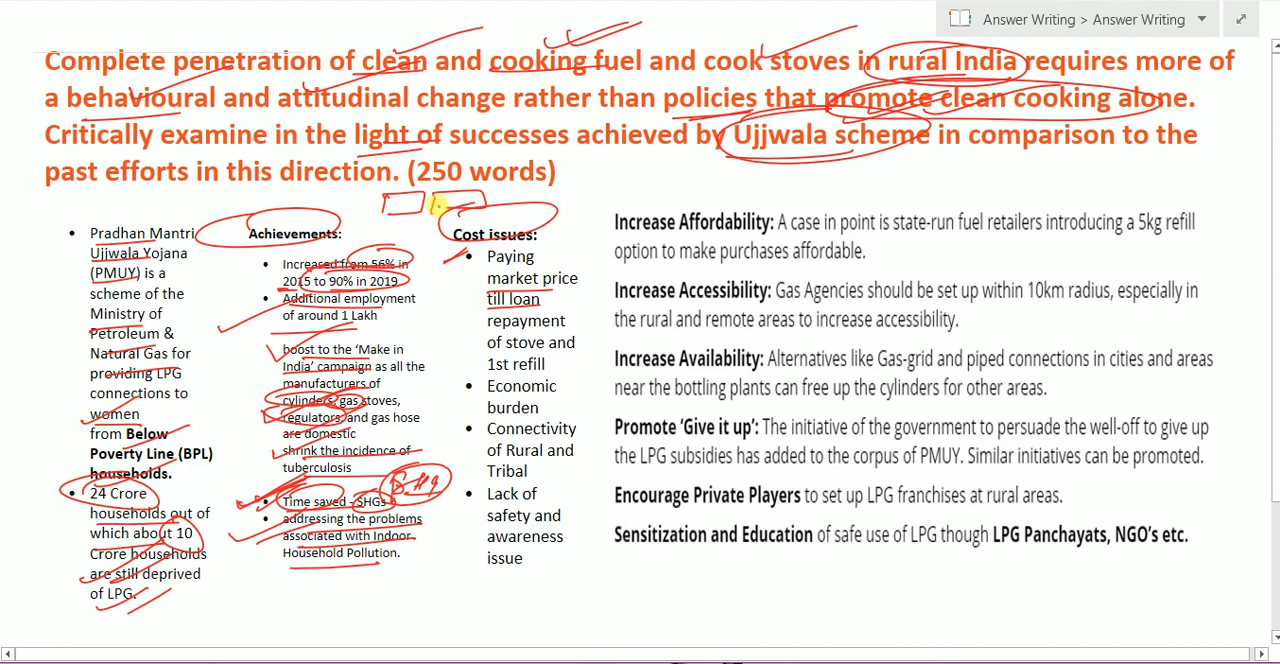 Answer Writing > Answer Writing
Complete penetration of clean and cooking fuel and cook stoves in rural India requires more of
a behavioural and attitudinal change rather than policies that promote clean cooking alone.
Critically examine in the light of successes achieved by Ujjwala scheme in comparison to the
past efforts in this direction. (250 words)
• Pradhan Mantri
Ujjwala Yojana
(PMUY) is a
scheme of the
Ministry of
Petroleum &
Natural Gas for
providing LPG
connections to
women
from Below
Poverty Line (BPL)
households.
• 24 Crore
households out of
which about 10
Crore households
are still deprived
of LPG.
Achievements:
• Increased from 56% in
2015 to 90% in 2019
• Additional employment
of around 1 Lakh
boost to the ‘Make in
India’ campaign as all the
manufacturers of
cylinders, gas stoves,
regulators, and gas hose
are domestic
shrink the incidence of
tuberculosis
• Time saved - SHGs
• addressing the problems
associated with Indoor
Household Pollution.
Cost issues:
• Paying
market price
till loan
repayment
of stove and
1st refill
• Economic
burden
• Connectivity
of Rural and
Tribal
• Lack of
safety and
awareness
issue
Increase Affordability: A case in point is state-run fuel retailers introducing a 5kg refill
option to make purchases affordable.
Increase Accessibility: Gas Agencies should be set up within 10km radius, especially in
the rural and remote areas to increase accessibility.
Increase Availability: Alternatives like Gas-grid and piped connections in cities and areas
near the bottling plants can free up the cylinders for other areas.
Promote ‘Give it up’: The initiative of the government to persuade the well-off to give up
the LPG subsidies has added to the corpus of PMUY. Similar initiatives can be promoted.
Encourage Private Players to set up LPG franchises at rural areas.
Sensitization and Education of safe use of LPG though LPG Panchayats, NGO’s etc.